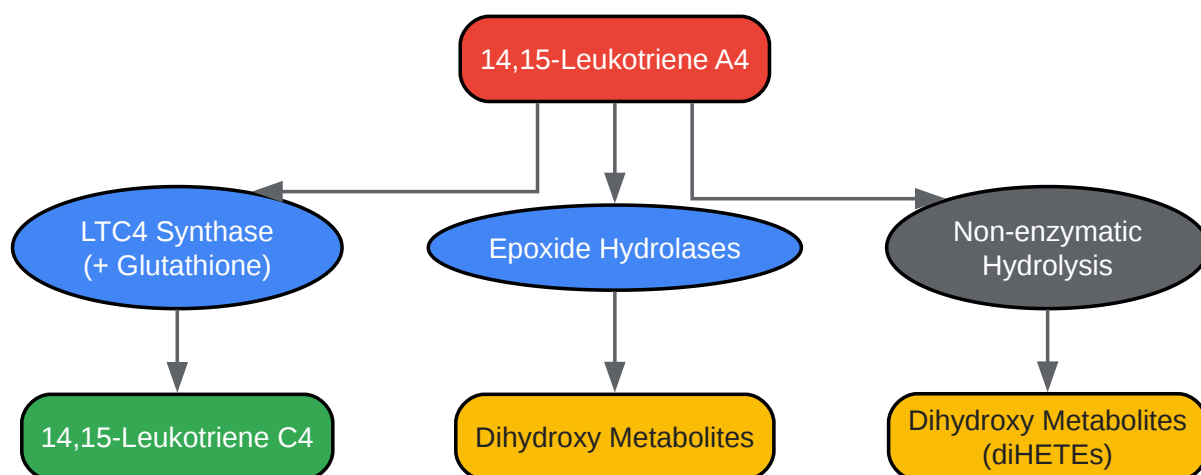 14,15-Leukotriene A4
LTC4 Synthase
(+ Glutathione)
Epoxide Hydrolases
Non-enzymatic
Hydrolysis
14,15-Leukotriene C4
Dihydroxy Metabolites
Dihydroxy Metabolites
(diHETEs)